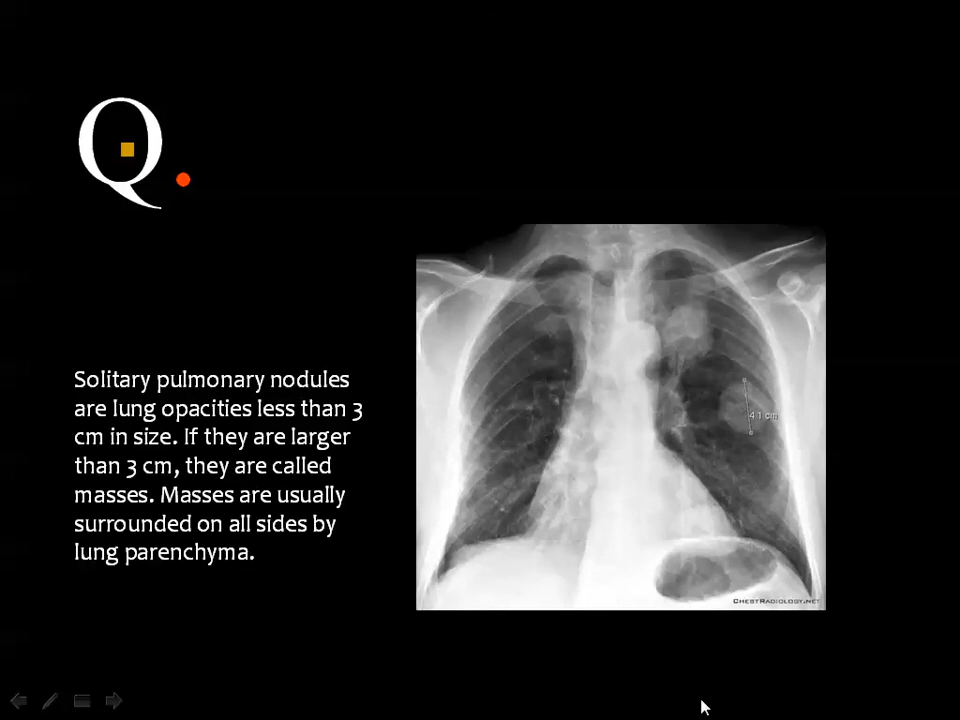 Q.
Solitary pulmonary nodules
are lung opacities less than 3
cm in size. If they are larger
than 3 cm, they are called
masses. Masses are usually
surrounded on all sides by
lung parenchyma.
4.1 cm
ChestRadiology.net